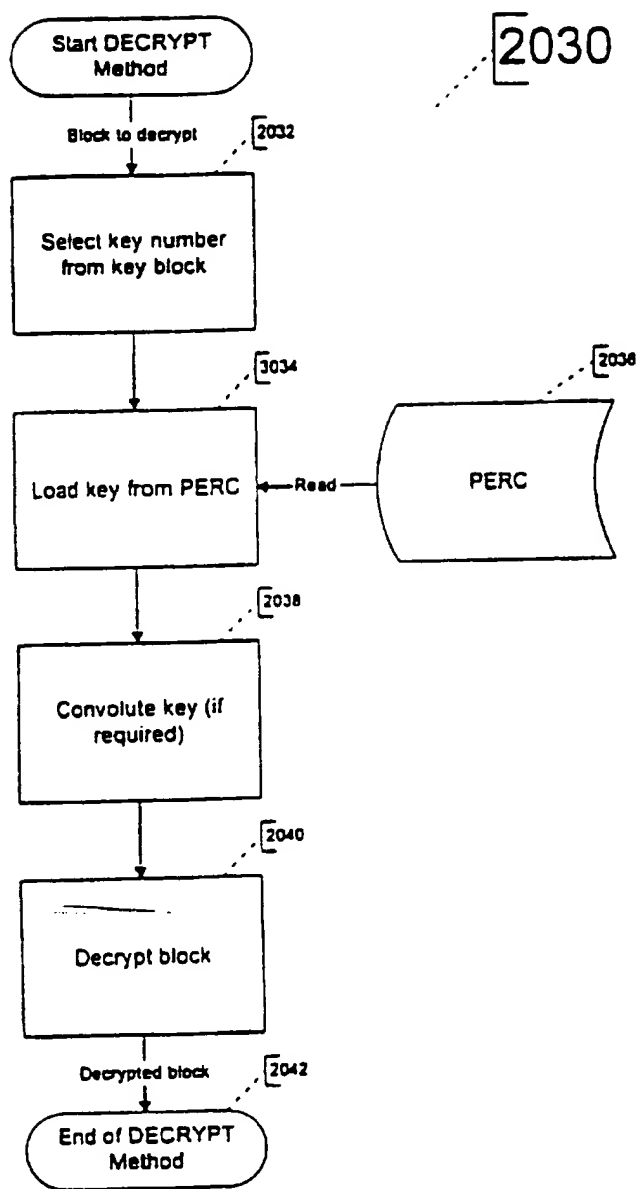 Start DECRYPT
Method
2030
Block to decrypt
2032
Select key number
from key block
3034
2036
Load key from PERC
Read
PERC
2038
Convolute key (if
required)
2040
Decrypt block
Decrypted block
2042
End of DECRYPT
Method